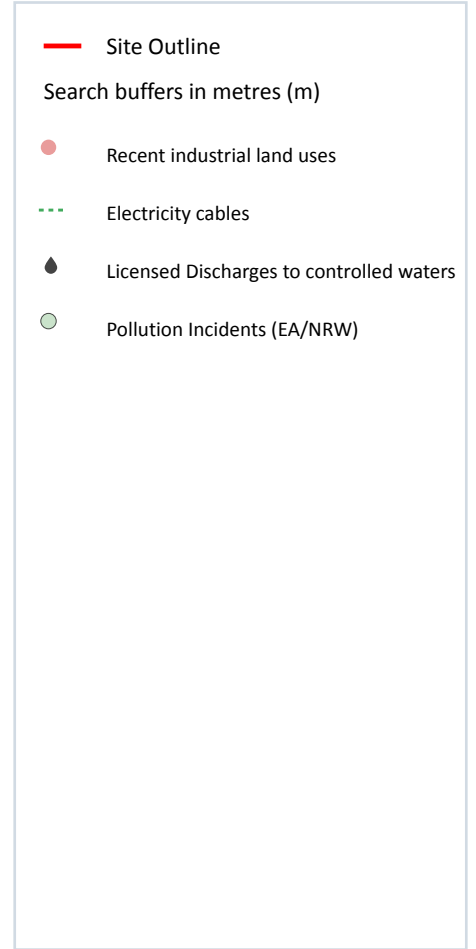 Site Outline
Search buffers in metres (m)
Recent industrial land uses
Electricity cables
Licensed Discharges to controlled waters
Pollution Incidents (EA/NRW)